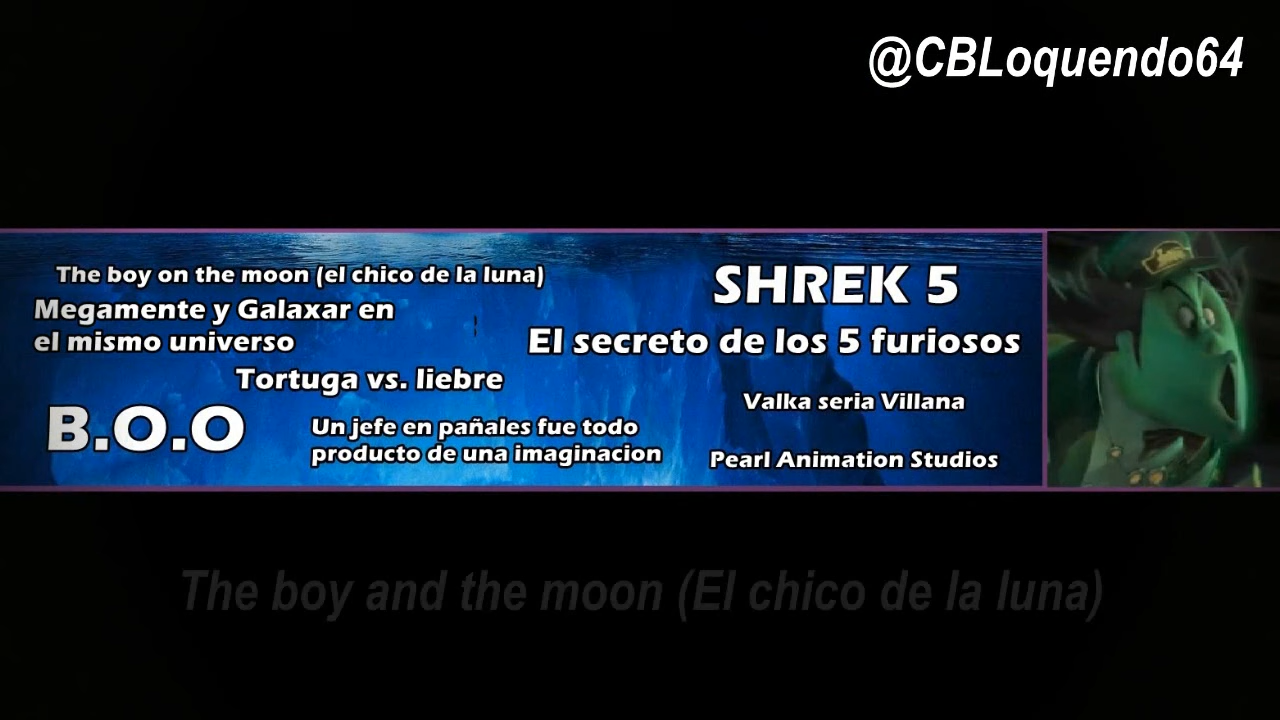 @CBLoquendo64
The boy on the moon (el chico de la luna)
Megamente y Galaxar en
el mismo universo
Tortuga vs. liebre
B.O.O
Un jefe en pañales fue todo
producto de una imaginacion
SHREK 5
El secreto de los 5 furiosos
Valka seria Villana
Pearl Animation Studios
The boy and the moon (El chico de la luna)